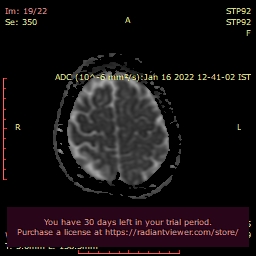 Im: 19/22
Se: 350
A
STP92
STP92
F
ADC (10^-6 mm²/s):Jan 16 2022 12-41-02 IST
R
L
You have 30 days left in your trial period.
Purchase a license at https://radiantviewer.com/store/